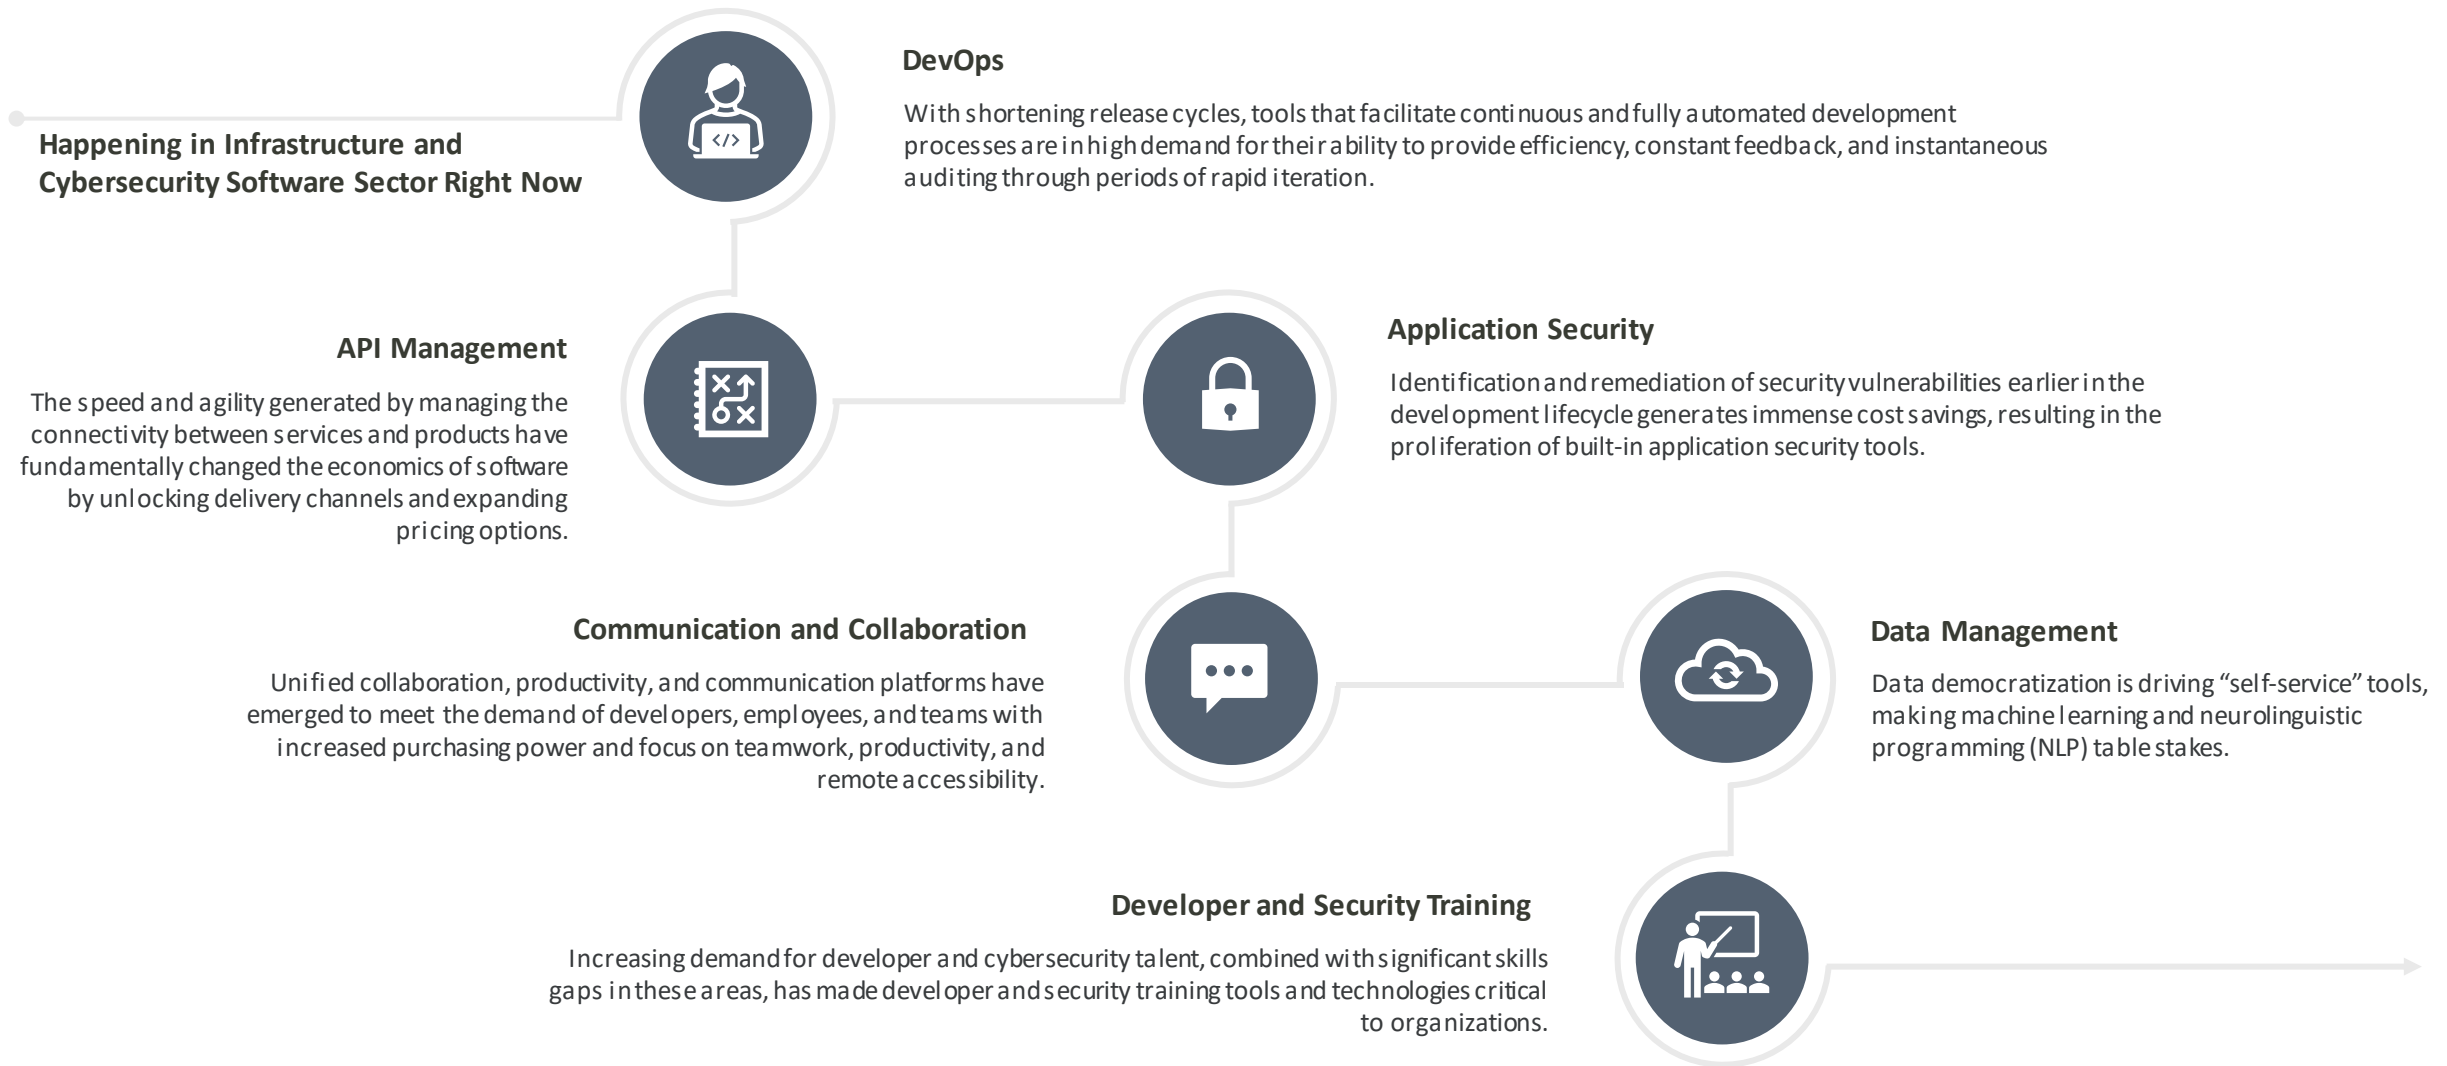 Happening in Infrastructure and
Cybersecurity Software Sector Right Now
DevOps
With shortening release cycles, tools that facilitate continuous and fully automated development
processes are in high demand for their ability to provide efficiency, constant feedback, and instantaneous
auditing through periods of rapid iteration.
</>
API Management
The speed and agility generated by managing the
connectivity between services and products have
fundamentally changed the economics of software
by unlocking delivery channels and expanding
pricing options.
Application Security
Identification and remediation of security vulnerabilities earlier in the
development lifecycle generates immense cost savings, resulting in the
proliferation of built-in application security tools.
Communication and Collaboration
Unified collaboration, productivity, and communication platforms have
emerged to meet the demand of developers, employees, and teams with
increased purchasing power and focus on teamwork, productivity, and
remote accessibility.
Data Management
Data democratization is driving “self-service” tools,
making machine learning and neurolinguistic
programming (NLP) table stakes.
Developer and Security Training
Increasing demand for developer and cybersecurity talent, combined with significant skills
gaps in these areas, has made developer and security training tools and technologies critical
to organizations.